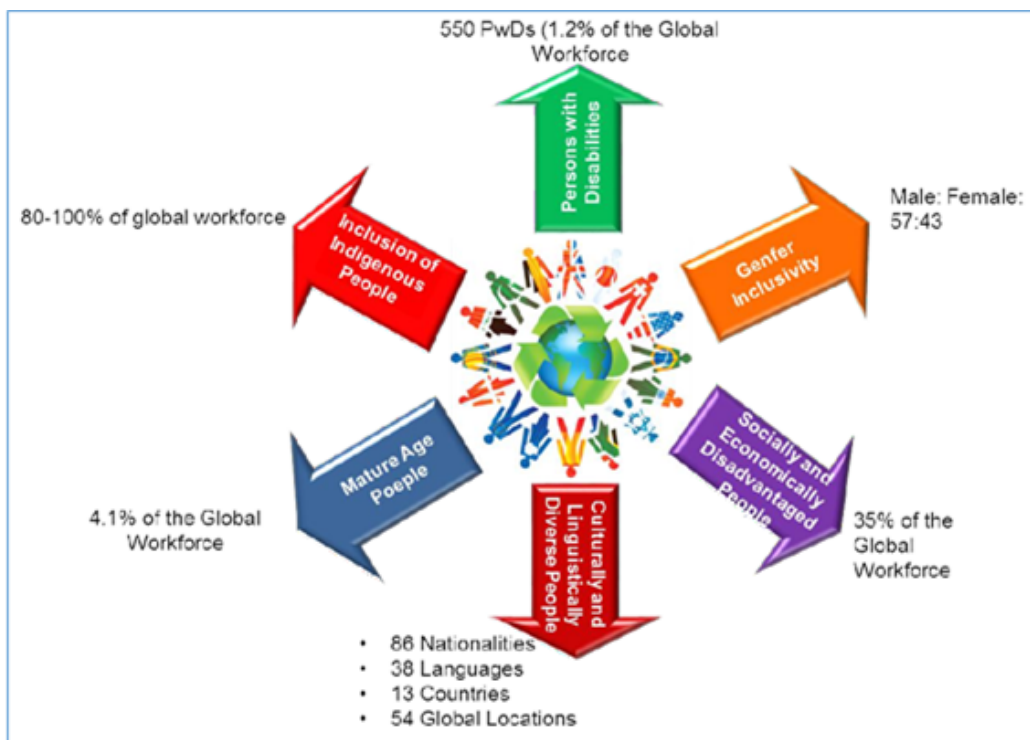 550 PwDs (1.2% of the Global
Workforce
Persons with
Disabilities
80-100% of global workforce
Inclusion of
Indigenous
People
Male: Female:
57:43
Genfer
Inclusivity
Mature Age
Poeple
4.1% of the Global
Workforce
Socially and
Economically
Disadvantaged
People
35% of the
Global
Workforce
Culturally and
Linguistically
Diverse People
• 86 Nationalities
• 38 Languages
• 13 Countries
• 54 Global Locations